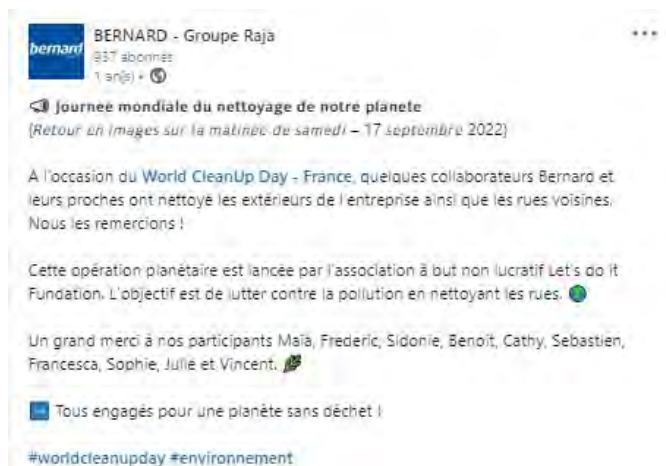 bernard
BERNARD - Groupe Raja
937 abonnés
1 an(s) •
Journée mondiale du nettoyage de notre planète
(Retour en images sur la matinée de samedi – 17 septembre 2022)
A l'occasion du World CleanUp Day - France, quelques collaborateurs Bernard et
leurs proches ont nettoyé les extérieurs de l'entreprise ainsi que les rues voisines.
Nous les remercions !
Cette opération planétaire est lancée par l'association à but non lucratif Let's do it
Fundation. L'objectif est de lutter contre la pollution en nettoyant les rues.
Un grand merci à nos participants Maïa, Frederic, Sidonie, Benoit, Cathy, Sebastien,
Francesca, Sophie, Julie et Vincent.
Tous engagés pour une planète sans déchet !
#worldcleanupday #environnement